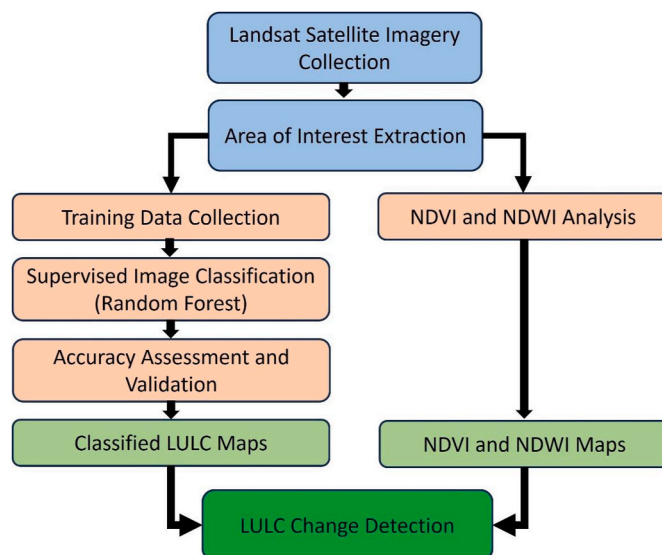 Landsat Satellite Imagery
Collection
Area of Interest Extraction
Training Data Collection
NDVI and NDWI Analysis
Supervised Image Classification
(Random Forest)
Accuracy Assessment and
Validation
Classified LULC Maps
NDVI and NDWI Maps
LULC Change Detection